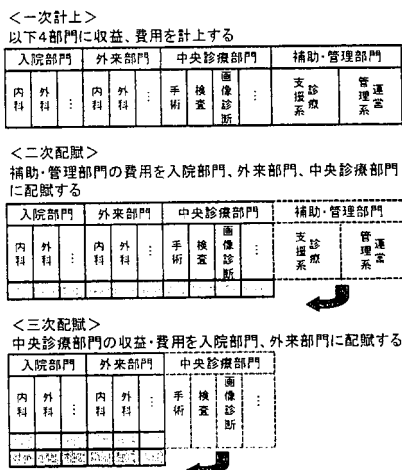 ＜一次計上＞
以下4部門に収益、費用を計上する
入院部門 外来部門 中央診療部門 補助・管理部門
内科 外科 … 内科 外科 … 手術 検査 画像診断 … 診療支援系 運営管理系
＜二次配賦＞
補助・管理部門の費用を入院部門、外来部門、中央診療部門
に配賦する
入院部門 外来部門 中央診療部門 補助・管理部門
内科 外科 … 内科 外科 … 手術 検査 画像診断 … 診療支援系 運営管理系
＜三次配賦＞
中央診療部門の収益・費用を入院部門、外来部門に配賦する
入院部門 外来部門 中央診療部門
内科 外科 … 内科 外科 … 手術 検査 画像診断 …